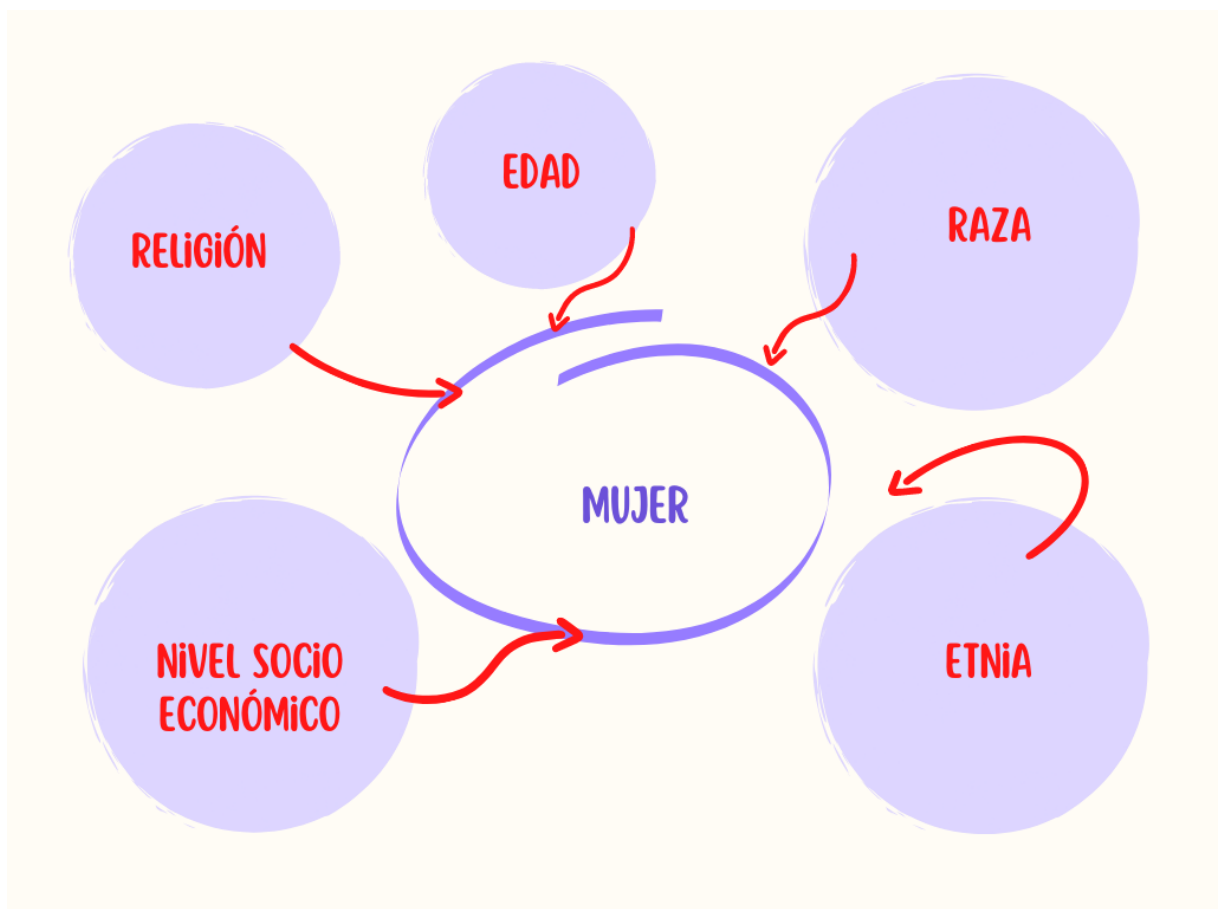 EDAD
RAZA
RELIGIÓN
MUJER
NIVEL SOCIO
ECONÓMICO
ETNIA